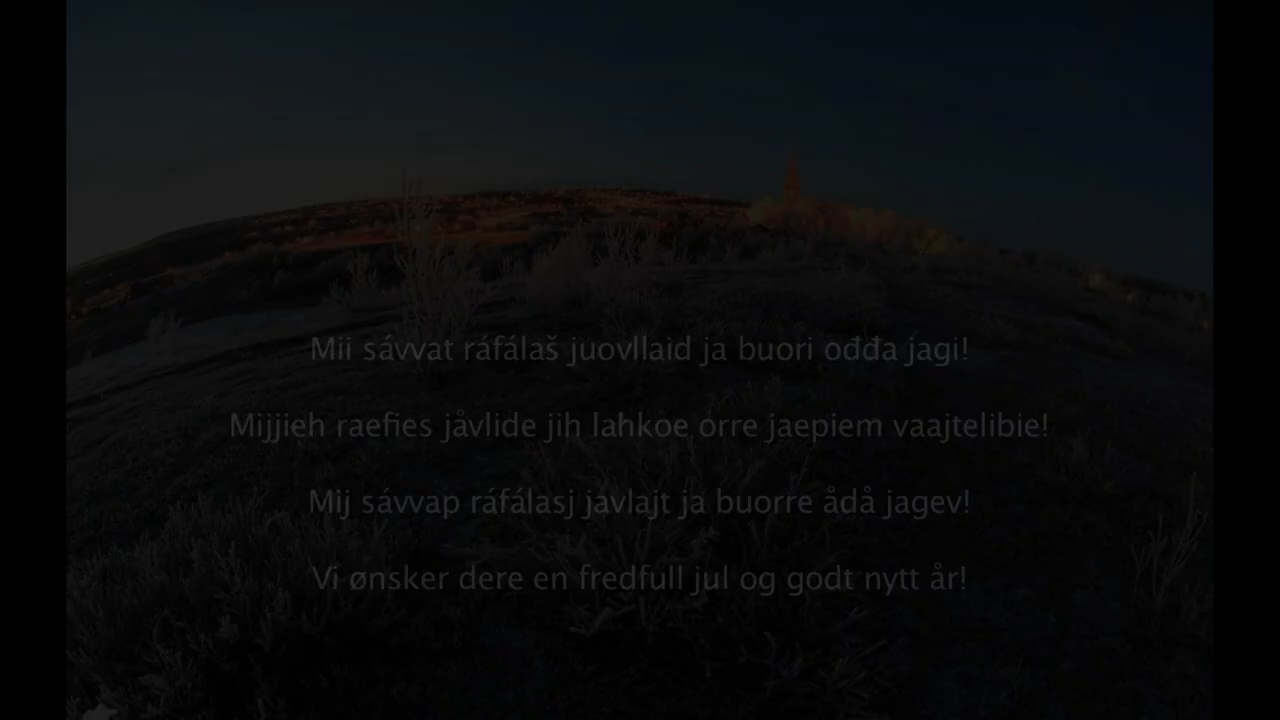 Mii sávvat ráfálaš juovllaid ja buori ođđa jagi!
Mijjieh raefies jåvlide jih lahkoe orre jaepiem vaajtelibie!
Mij sávvap ráfálasj javlajt ja buorre ådå jagev!
Vi ønsker dere en fredfull jul og godt nytt år!